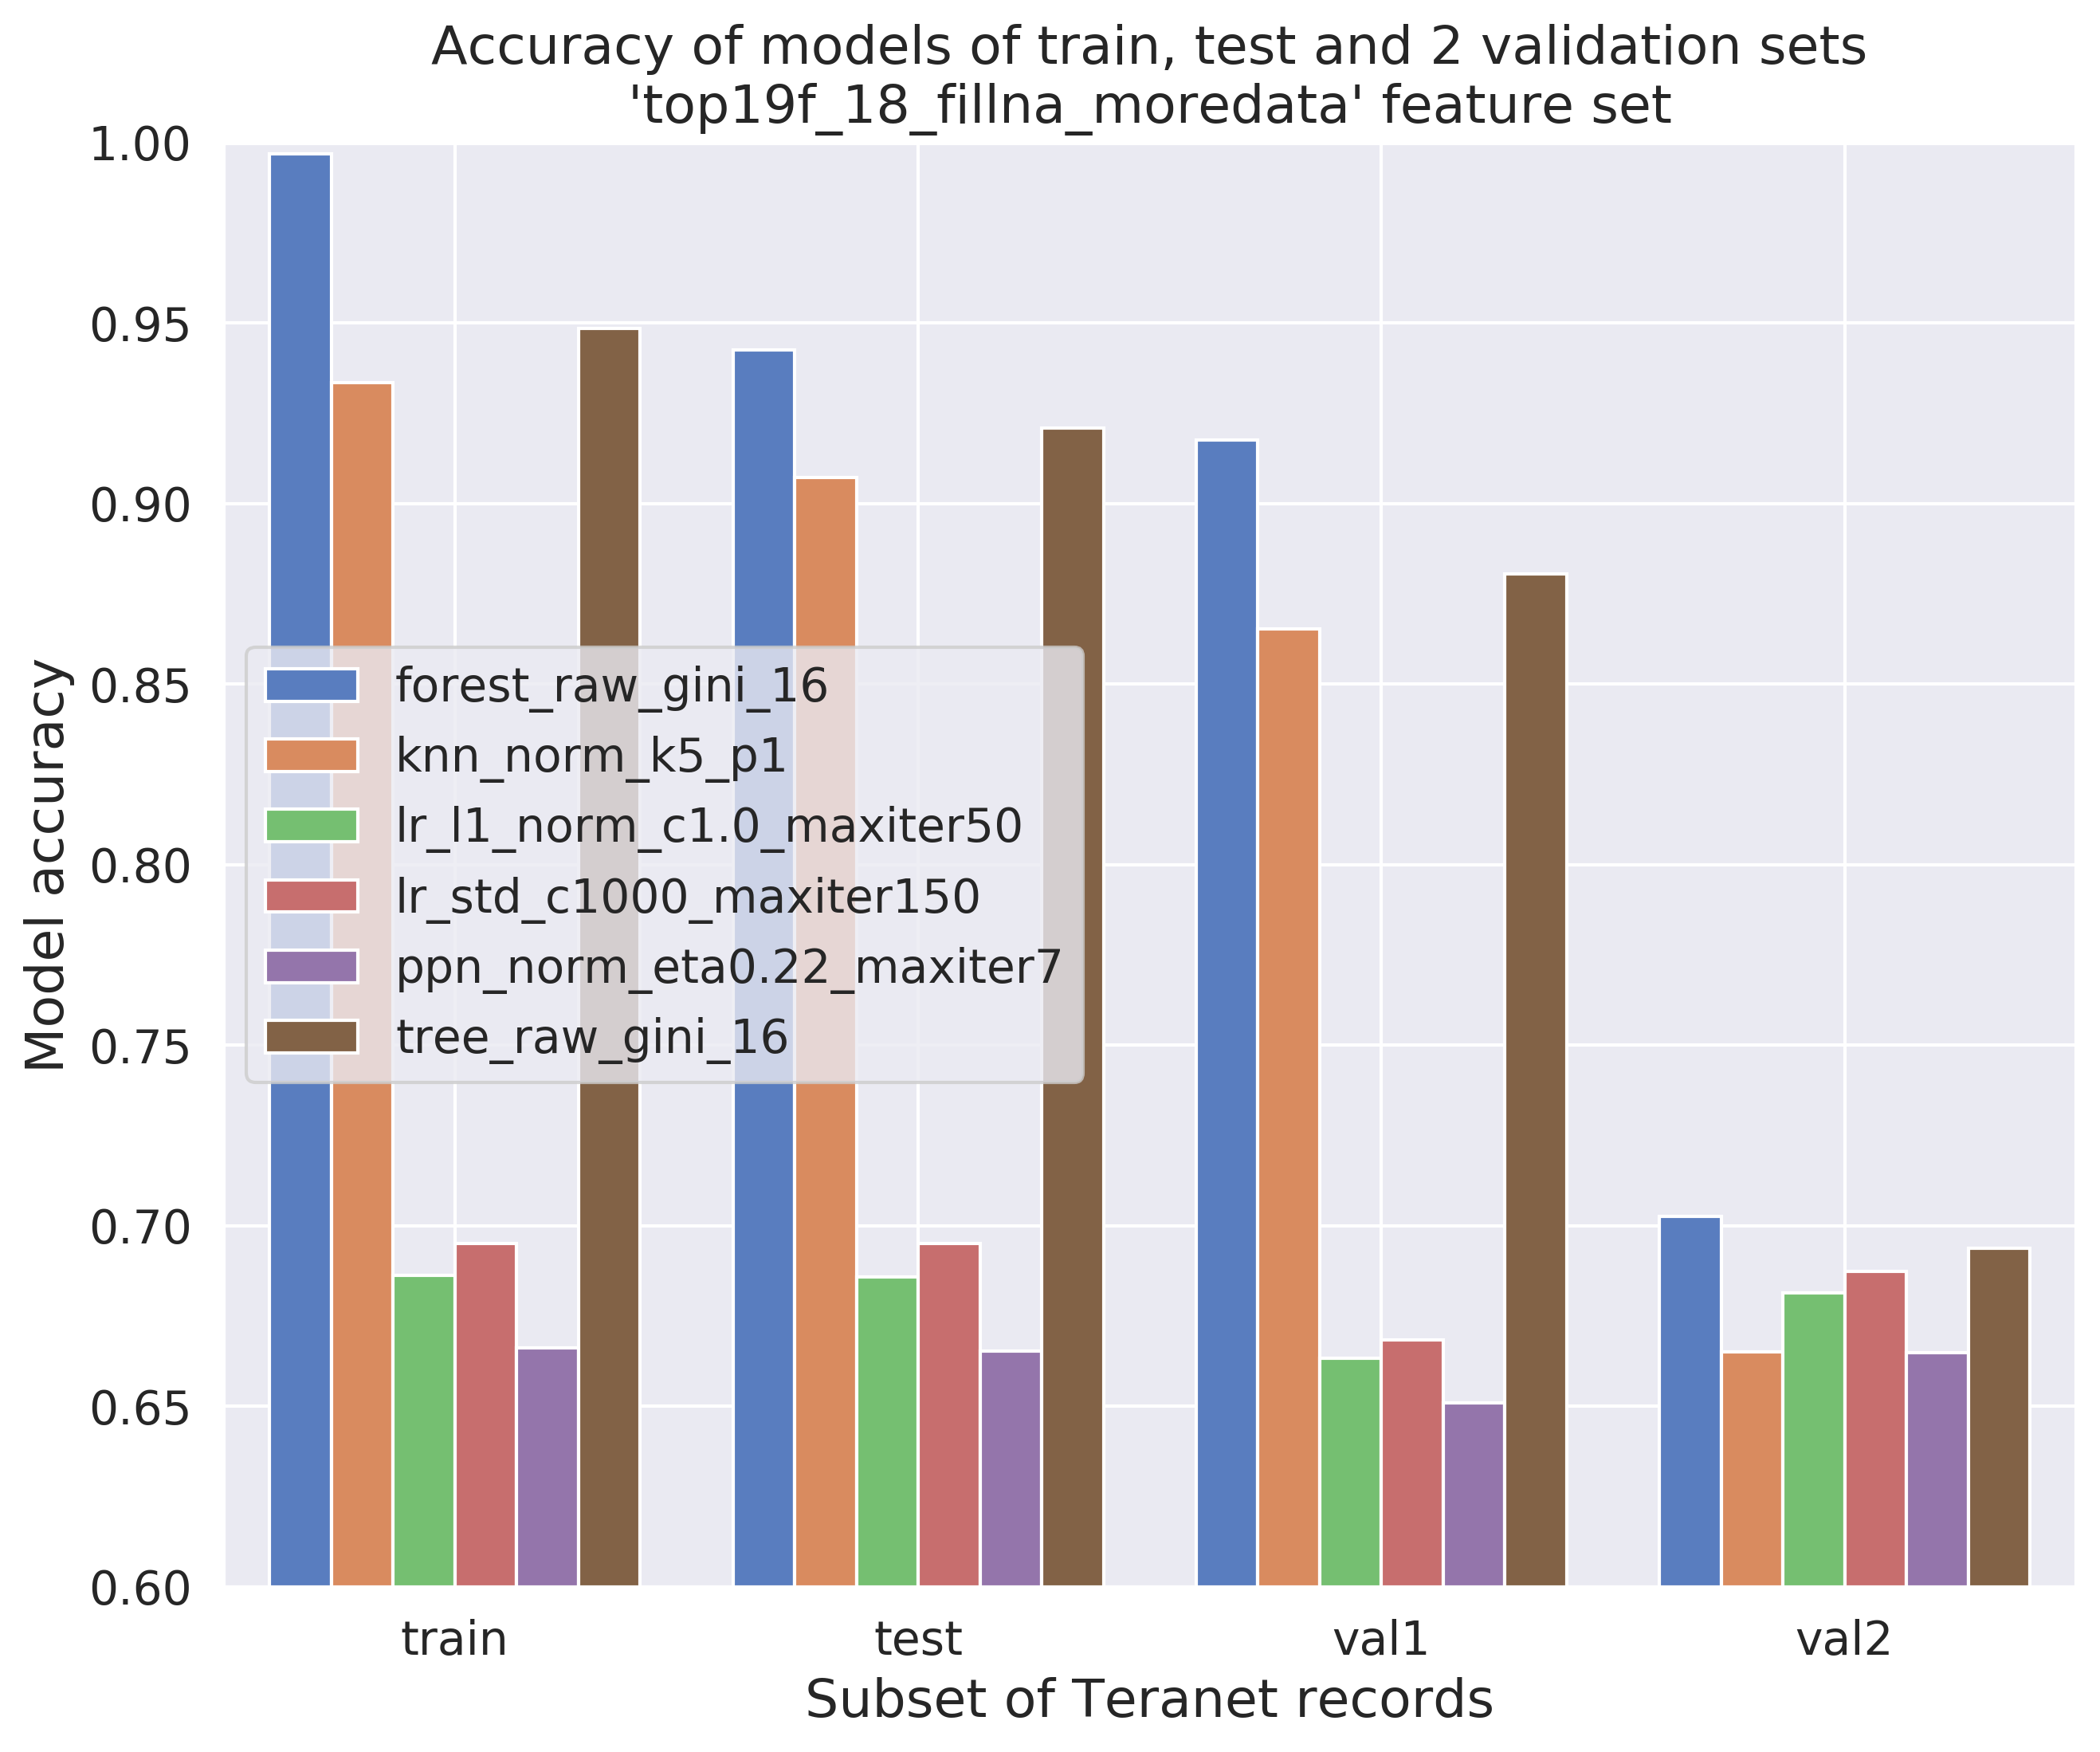 Accuracy of models of train, test and 2 validation sets
'top19f_18_fillna_moredata' feature set
Model accuracy
1.00
0.95
0.90
0.85
0.80
0.75
0.70
0.65
0.60
forest_raw_gini_16
knn_norm_k5_p1
lr_l1_norm_c1.0_maxiter50
lr_std_c1000_maxiter150
ppn_norm_eta0.22_maxiter7
tree_raw_gini_16
train test val1 val2
Subset of Teranet records